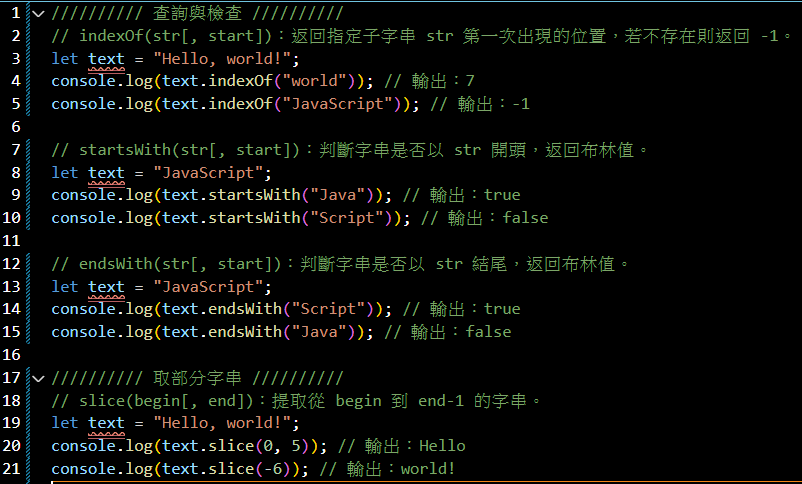 1 ////////// 查詢與檢查 //////////
2 // indexOf(str[, start])：返回指定子字串 str 第一次出現的位置，若不存在則返回 -1。
3 let text = "Hello, world!";
4 console.log(text.indexOf("world")); // 輸出：7
5 console.log(text.indexOf("JavaScript")); // 輸出：-1
6
7 // startsWith(str[, start])：判斷字串是否以 str 開頭，返回布林值。
8 let text = "JavaScript";
9 console.log(text.startsWith("Java")); // 輸出：true
10 console.log(text.startsWith("Script")); // 輸出：false
11
12 // endsWith(str[, start])：判斷字串是否以 str 結尾，返回布林值。
13 let text = "JavaScript";
14 console.log(text.endsWith("Script")); // 輸出：true
15 console.log(text.endsWith("Java")); // 輸出：false
16
17 ////////// 取部分字串 //////////
18 // slice(begin[, end])：提取從 begin 到 end-1 的字串。
19 let text = "Hello, world!";
20 console.log(text.slice(0, 5)); // 輸出：Hello
21 console.log(text.slice(-6)); // 輸出：world!